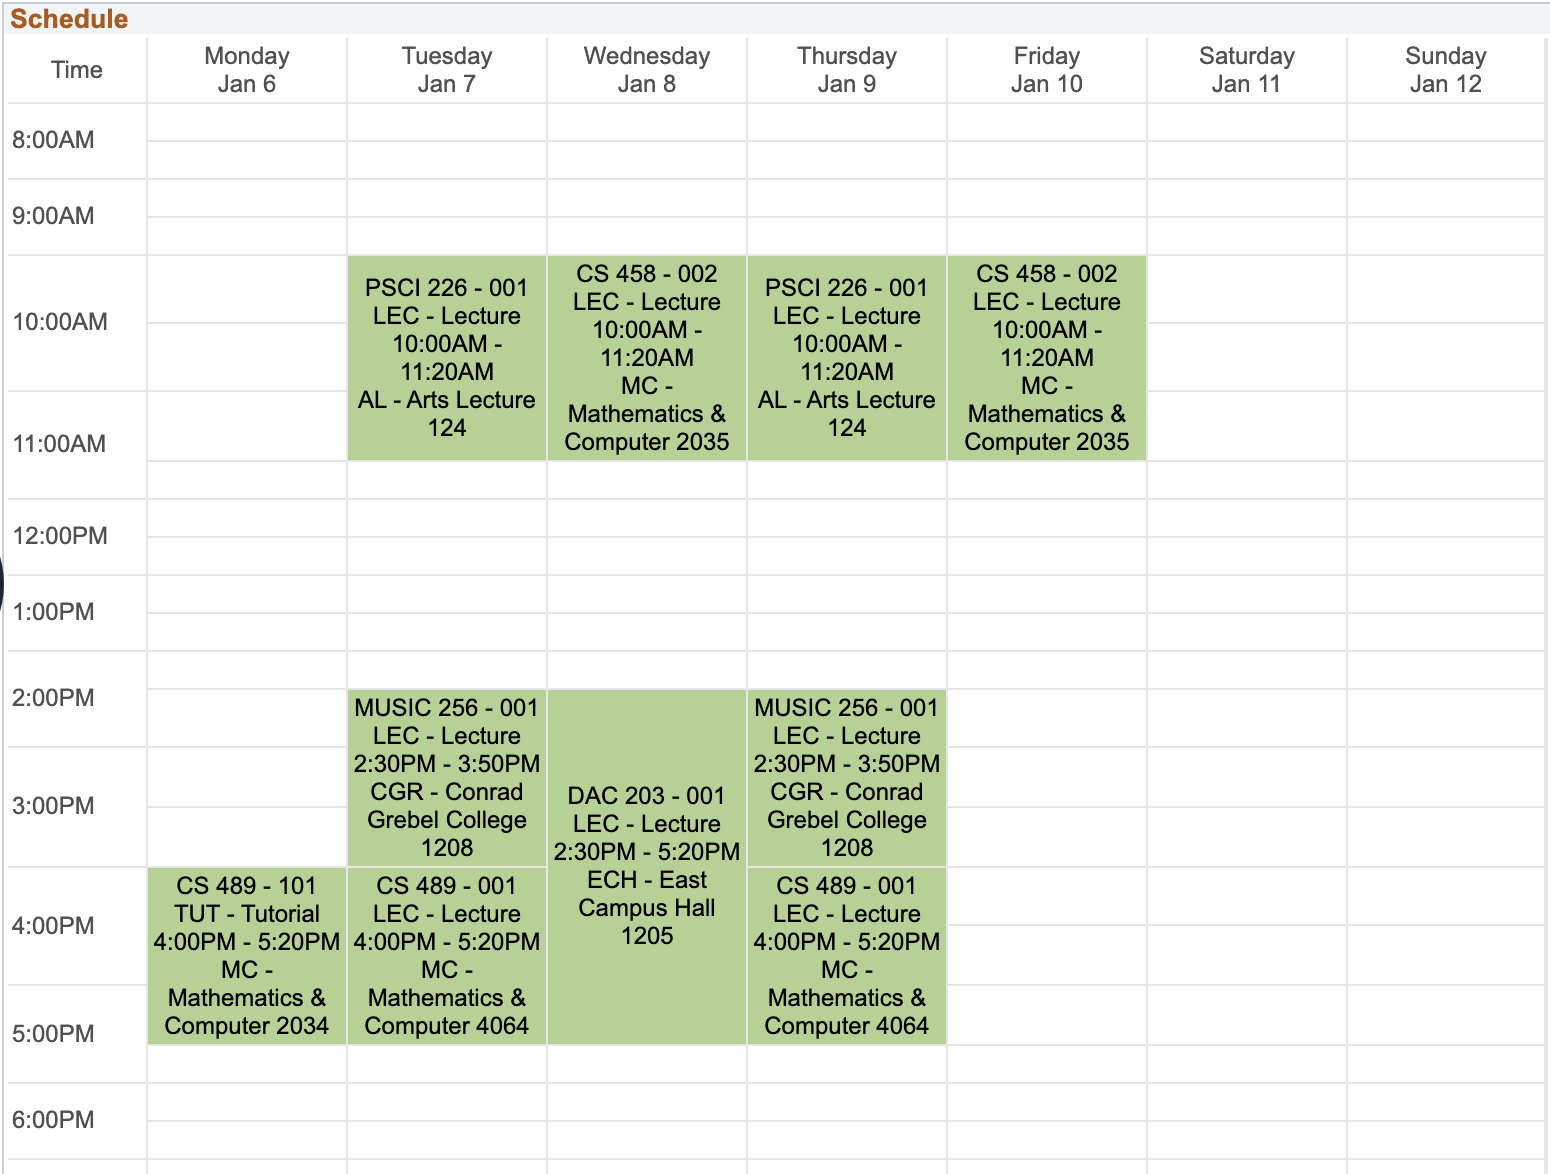 Schedule
Time
Monday
Jan 6
Tuesday
Jan 7
Wednesday
Jan 8
Thursday
Jan 9
Friday
Jan 10
Saturday
Jan 11
Sunday
Jan 12
8:00AM
9:00AM
10:00AM
PSCI 226 - 001
LEC - Lecture
10:00AM -
11:20AM
AL - Arts Lecture
124
CS 458 - 002
LEC - Lecture
10:00AM -
11:20AM
MC -
Mathematics &
Computer 2035
PSCI 226 - 001
LEC - Lecture
10:00AM -
11:20AM
AL - Arts Lecture
124
CS 458 - 002
LEC - Lecture
10:00AM -
11:20AM
MC -
Mathematics &
Computer 2035
11:00AM
12:00PM
1:00PM
2:00PM
MUSIC 256 - 001
LEC - Lecture
2:30PM - 3:50PM
CGR - Conrad
Grebel College
1208
DAC 203 - 001
LEC - Lecture
2:30PM - 5:20PM
ECH - East
Campus Hall
1205
MUSIC 256 - 001
LEC - Lecture
2:30PM - 3:50PM
CGR - Conrad
Grebel College
1208
3:00PM
4:00PM
CS 489 - 101
TUT - Tutorial
4:00PM - 5:20PM
MC -
Mathematics &
Computer 2034
CS 489 - 001
LEC - Lecture
4:00PM - 5:20PM
MC -
Mathematics &
Computer 4064
CS 489 - 001
LEC - Lecture
4:00PM - 5:20PM
MC -
Mathematics &
Computer 4064
5:00PM
6:00PM